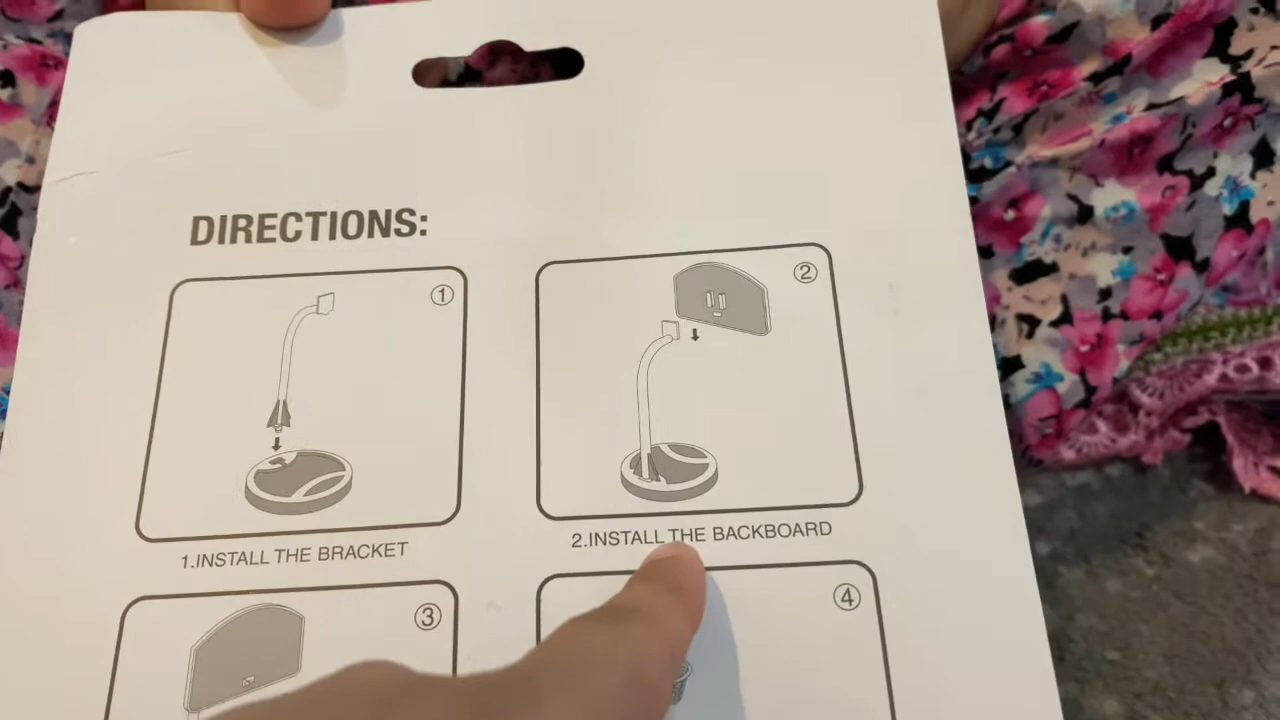 DIRECTIONS:
1
2
1.INSTALL THE BRACKET
2.INSTALL THE BACKBOARD
3
4